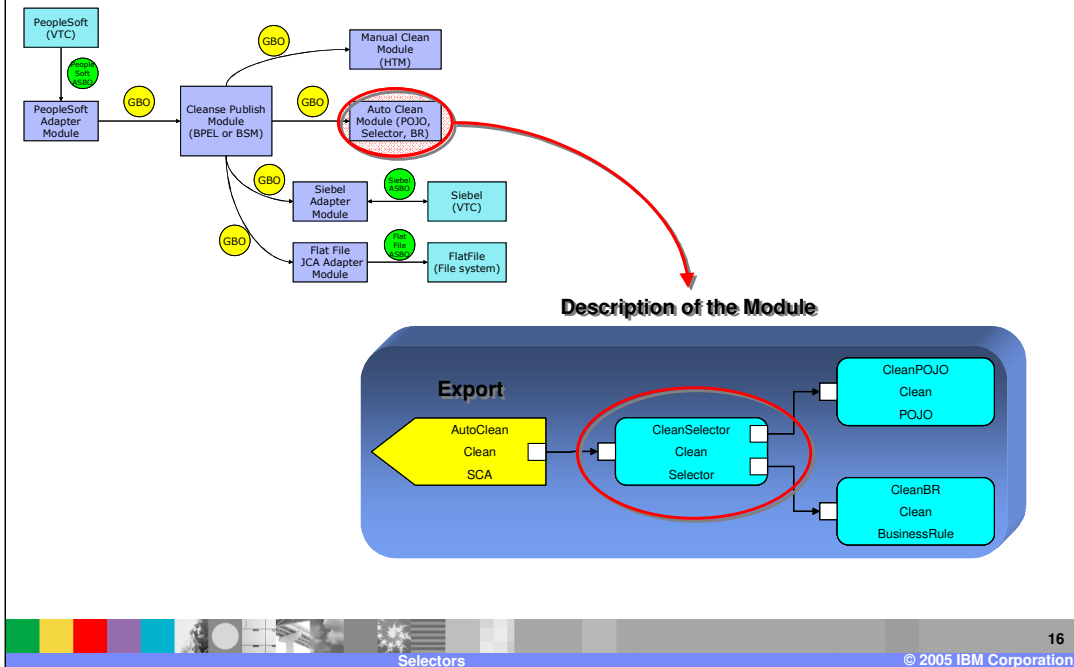 PeopleSoft
(VTC)
People
Soft
ASBO
PeopleSoft
Adapter
Module
GBO
Cleanse Publish
Module
(BPEL or BSM)
GBO
Manual Clean
Module
(HTM)
GBO
Auto Clean
Module (POJO,
Selector, BR)
GBO
Siebel
Adapter
Module
Siebel
ASBO
Siebel
(VTC)
GBO
Flat File
JCA Adapter
Module
Flat
File
ASBO
FlatFile
(File system)
Description of the Module
Export
AutoClean
Clean
SCA
CleanSelector
Clean
Selector
CleanPOJO
Clean
POJO
CleanBR
Clean
BusinessRule
16
Selectors
© 2005 IBM Corporation